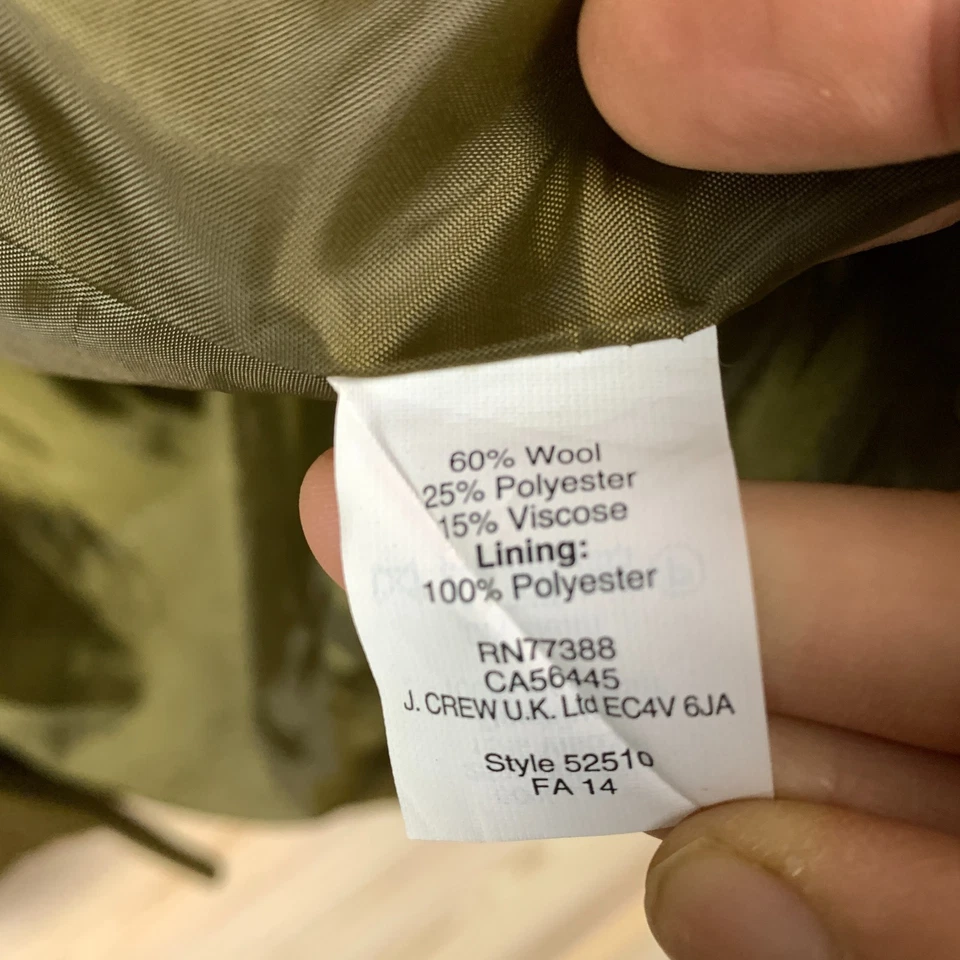 60% Wool
25% Polyester
15% Viscose
Lining:
100% Polyester
RN77388
CA56445
J. CREW U.K. Ltd EC4V 6JA
Style 52510
FA 14